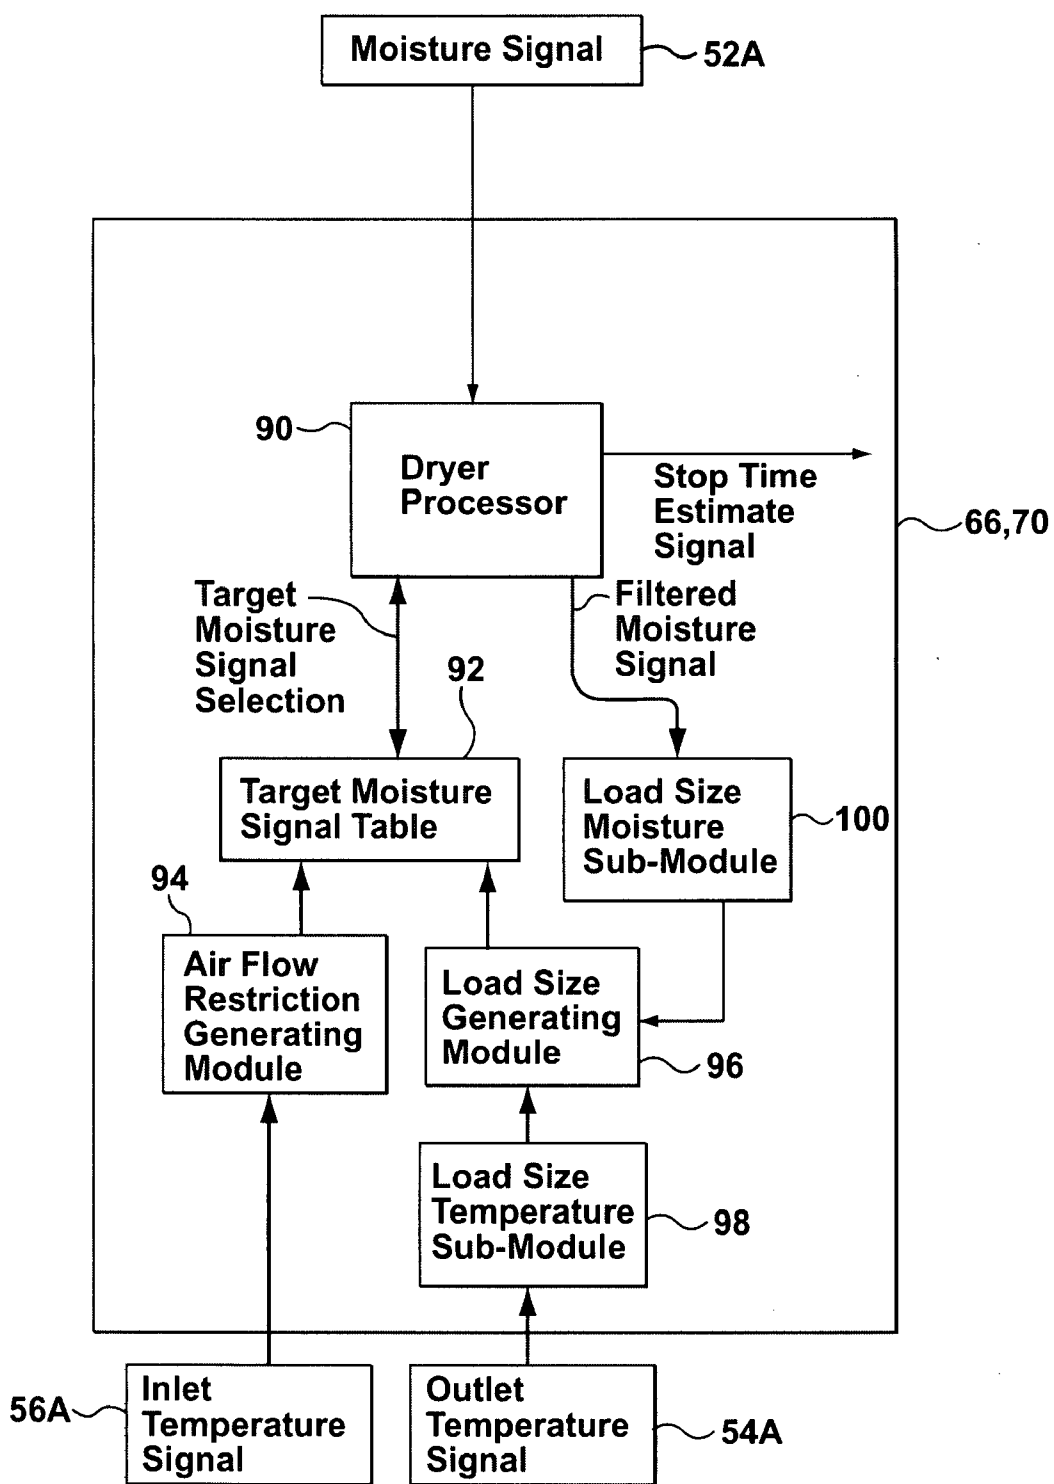 Moisture Signal
52A
90
Dryer
Processor
Stop Time
Estimate
Signal
66,70
Target
Moisture
Signal
Selection
Filtered
Moisture
Signal
92
Target Moisture
Signal Table
Load Size
Moisture
Sub-Module
100
94
Air Flow
Restriction
Generating
Module
Load Size
Generating
Module
96
Load Size
Temperature
Sub-Module
98
56A
Inlet
Temperature
Signal
Outlet
Temperature
Signal
54A